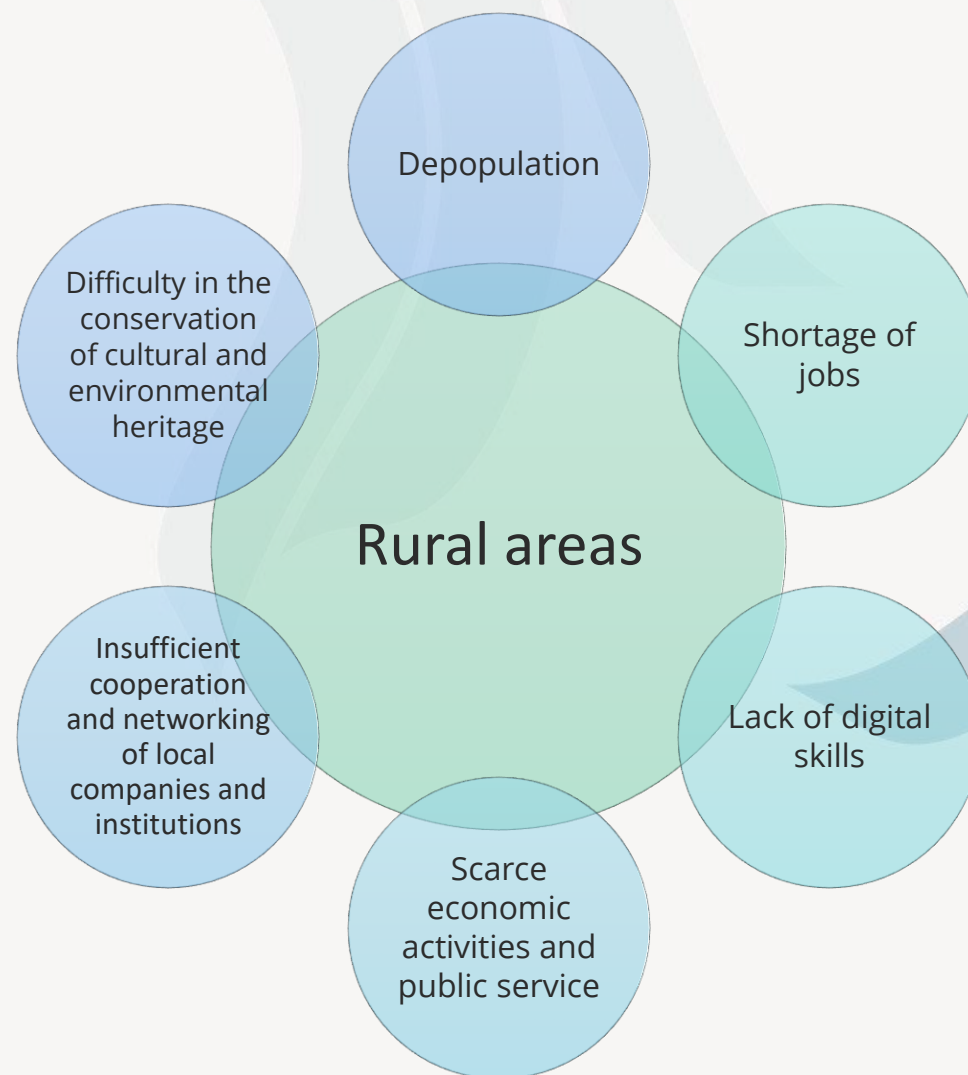 Depopulation
Difficulty in the
conservation
of cultural and
environmental
heritage
Shortage of
jobs
Rural areas
Insufficient
cooperation
and networking
of local
companies and
institutions
Lack of digital
skills
Scarce
economic
activities and
public service